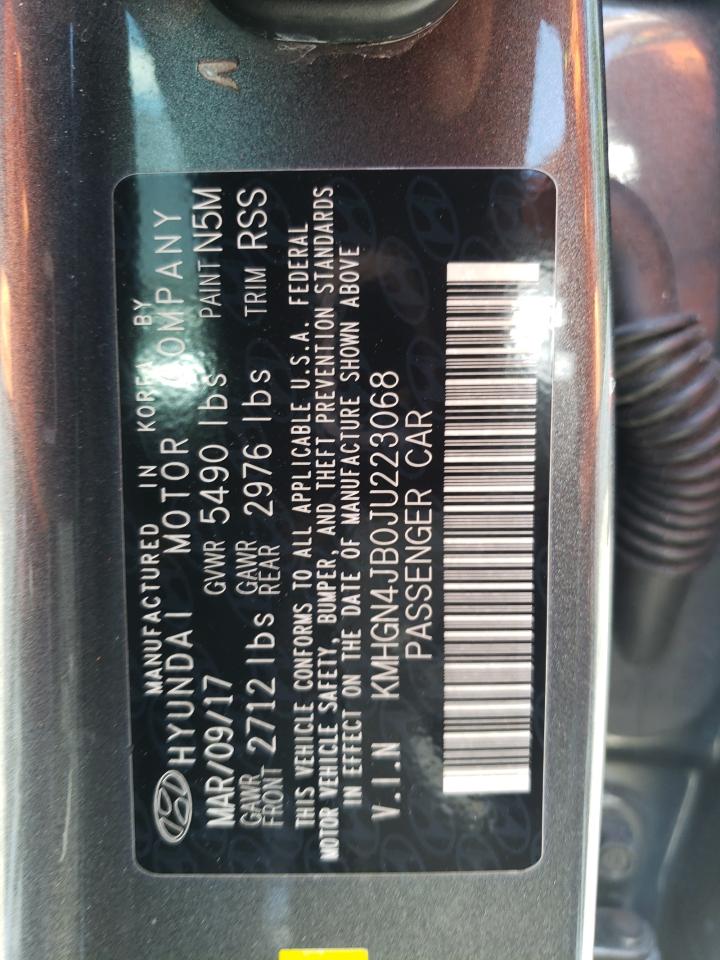 MANUFACTURED IN KOREA BY
HYUNDAI MOTOR COMPANY
MAR/09/17 GVWR 5490 lbs PAINT N5M
GAWR FRONT 2712 lbs GAWR REAR 2976 lbs TRIM RSS
THIS VEHICLE CONFORMS TO ALL APPLICABLE U.S.A. FEDERAL
MOTOR VEHICLE SAFETY, BUMPER, AND THEFT PREVENTION STANDARDS
IN EFFECT ON THE DATE OF MANUFACTURE SHOWN ABOVE
V.I.N KMHGN4JB0JU223068
PASSENGER CAR
A